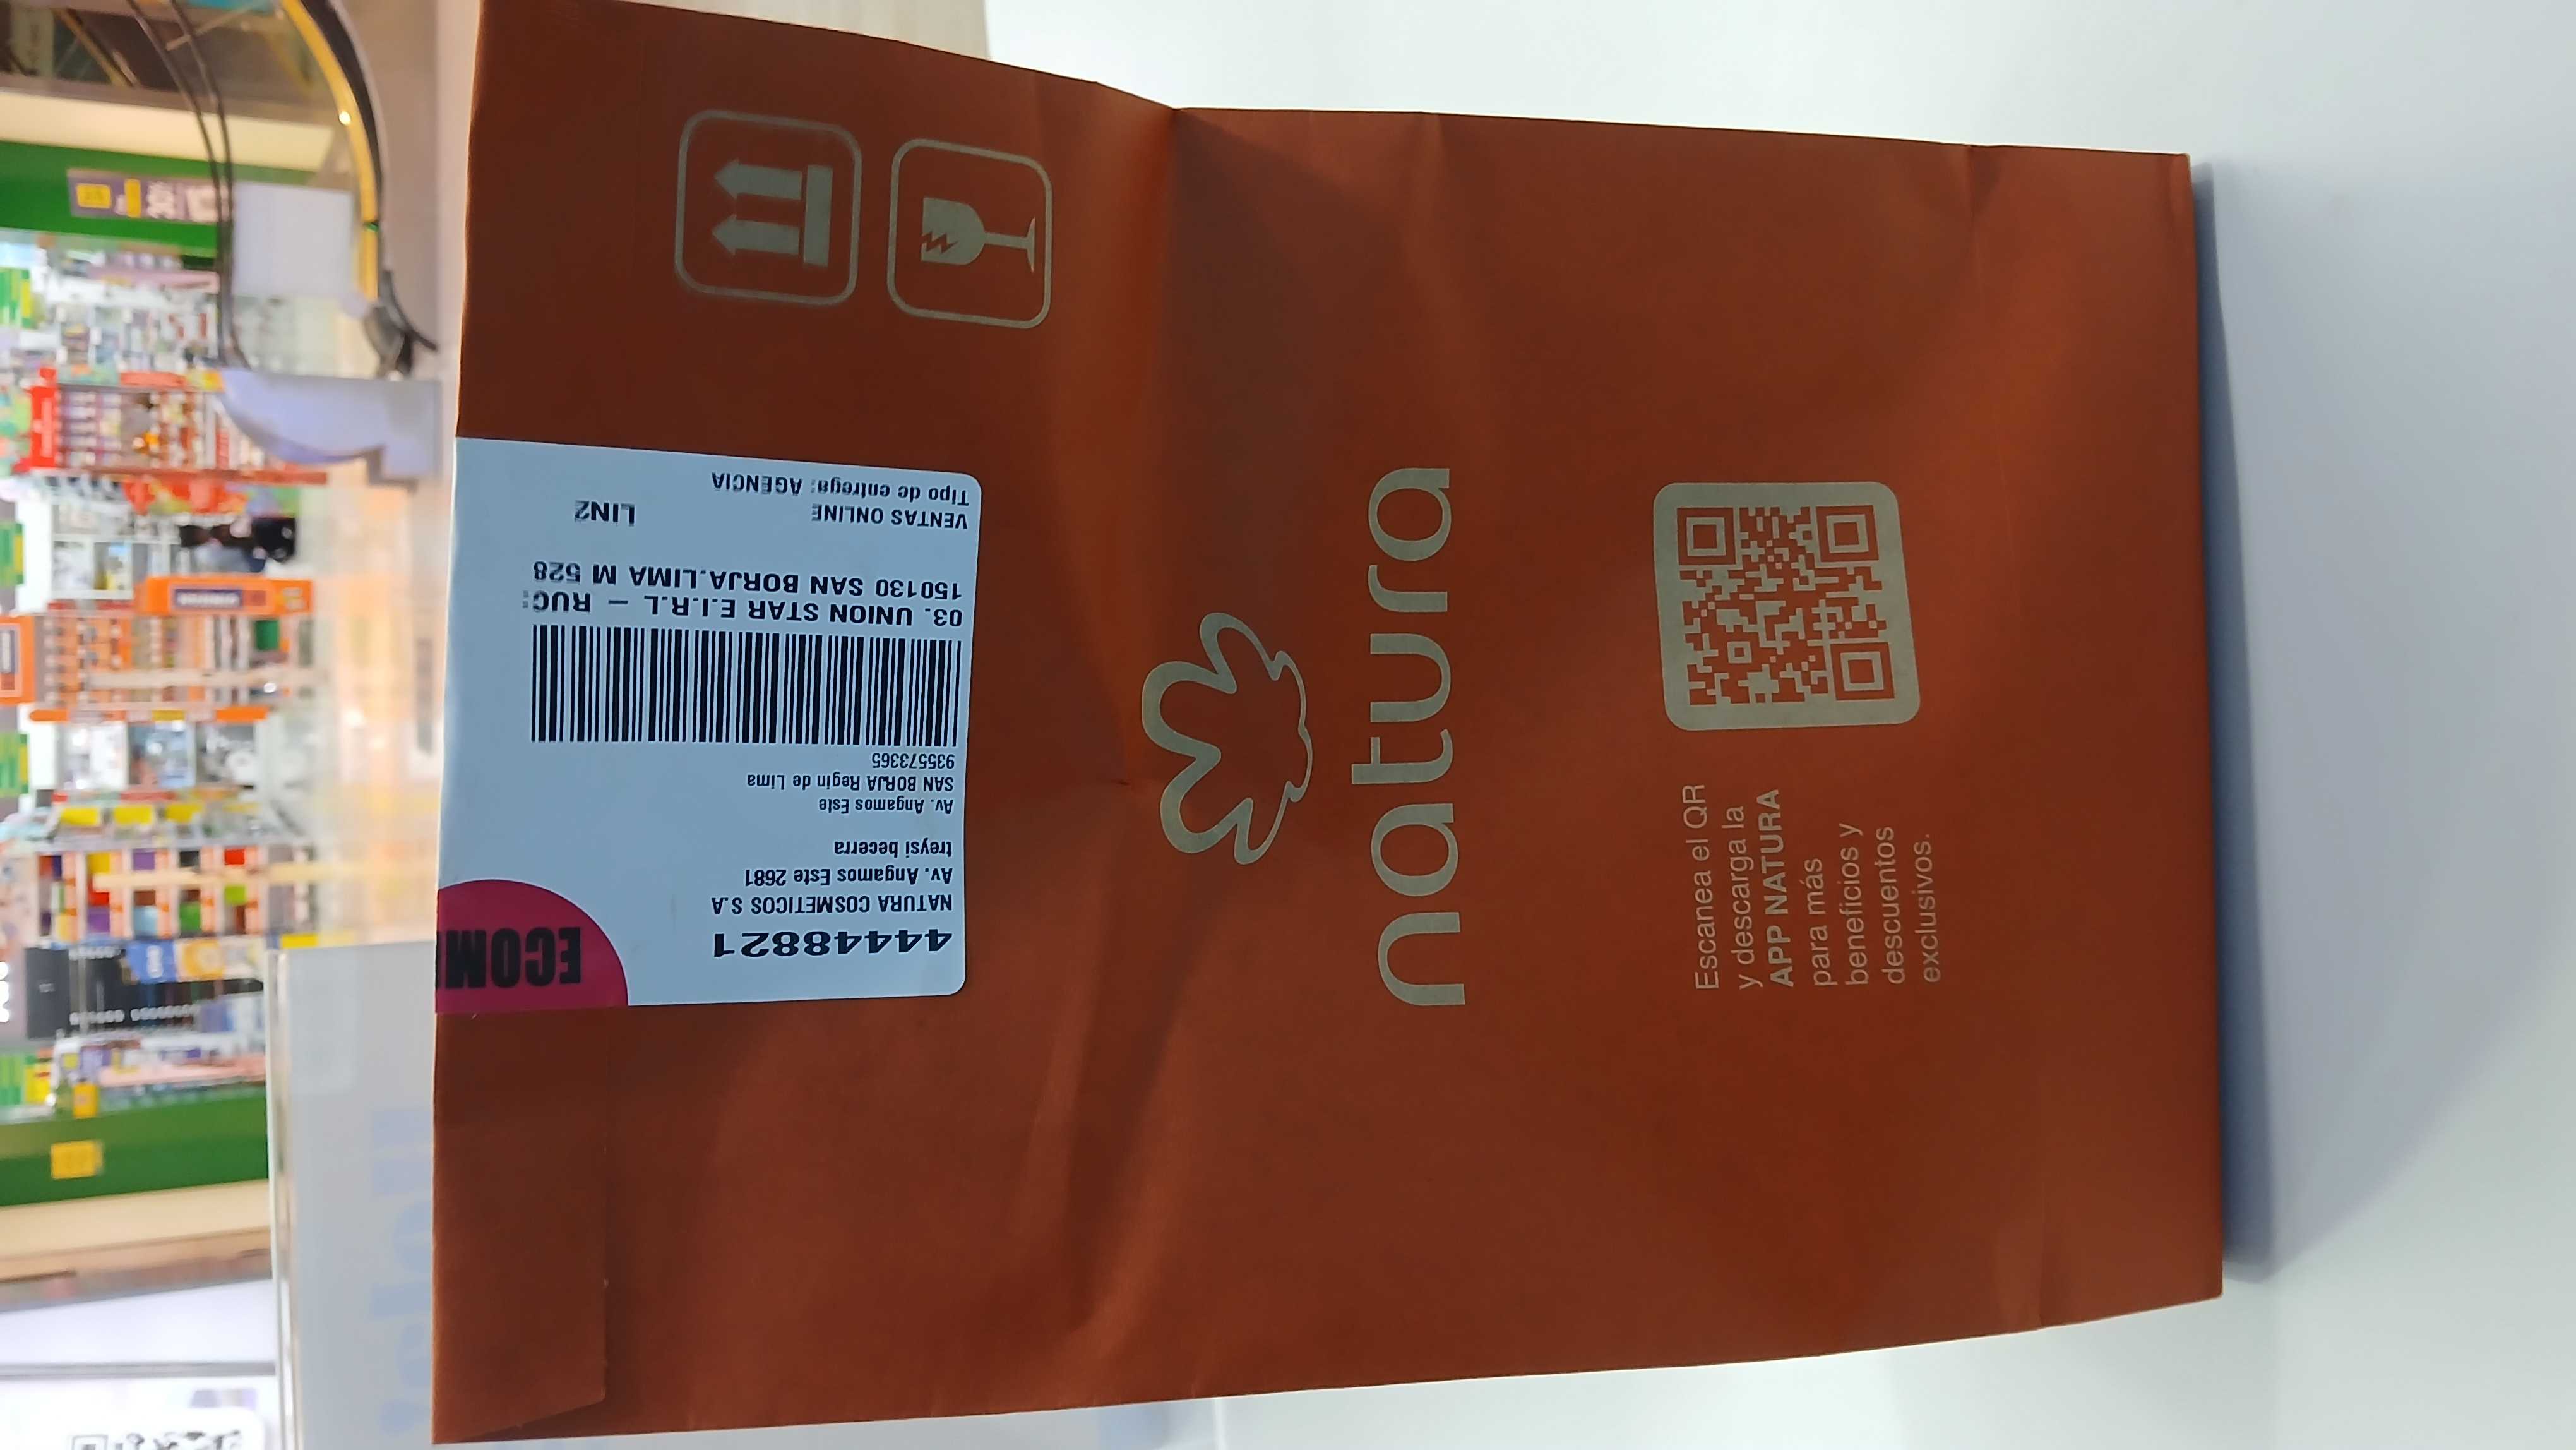 ECOM
44448821
NATURA COSMETICOS S.A
Av. Angamos Este 2681
treysi becerra
Av. Angamos Este
SAN BORJA Regin de Lima
935573365
03. UNION STAR E.I.R.L - RUC:
150130 SAN BORJA.LIMA M 528
VENTAS ONLINE LIN2
Tipo de entrega: AGENCIA
natura
Escanea el QR
y descarga la
APP NATURA
para más
beneficios y
descuentos
exclusivos.